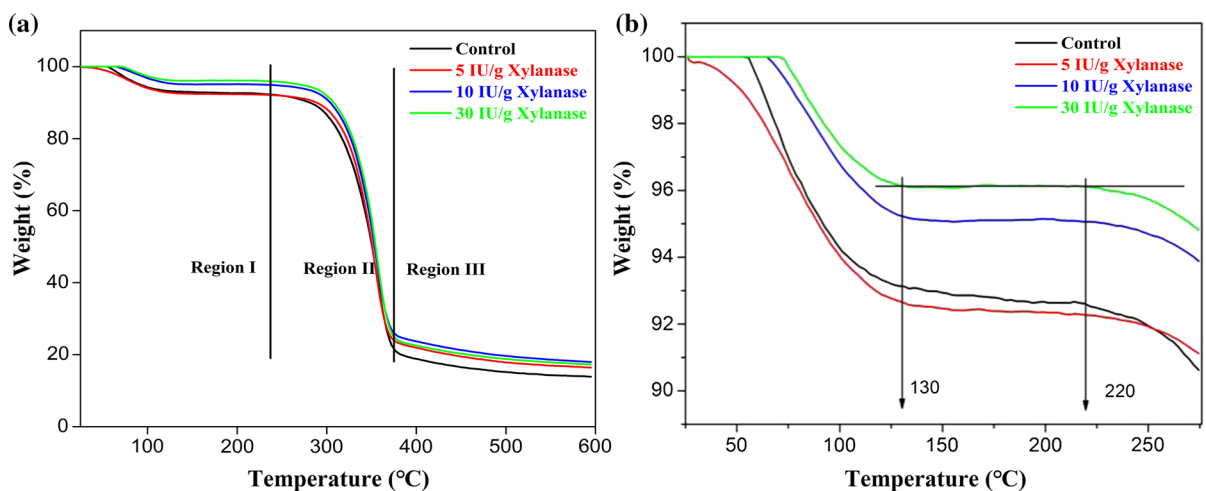 (a)
Control
5 IU/g Xylanase
10 IU/g Xylanase
30 IU/g Xylanase
100
80
60
40
20
0
Weight (%)
Region I
Region II
Region III
0
100
200
300
400
500
600
Temperature (℃)
(b)
Control
5 IU/g Xylanase
10 IU/g Xylanase
30 IU/g Xylanase
100
98
96
94
92
90
Weight (%)
130
220
50
100
150
200
250
Temperature (℃)